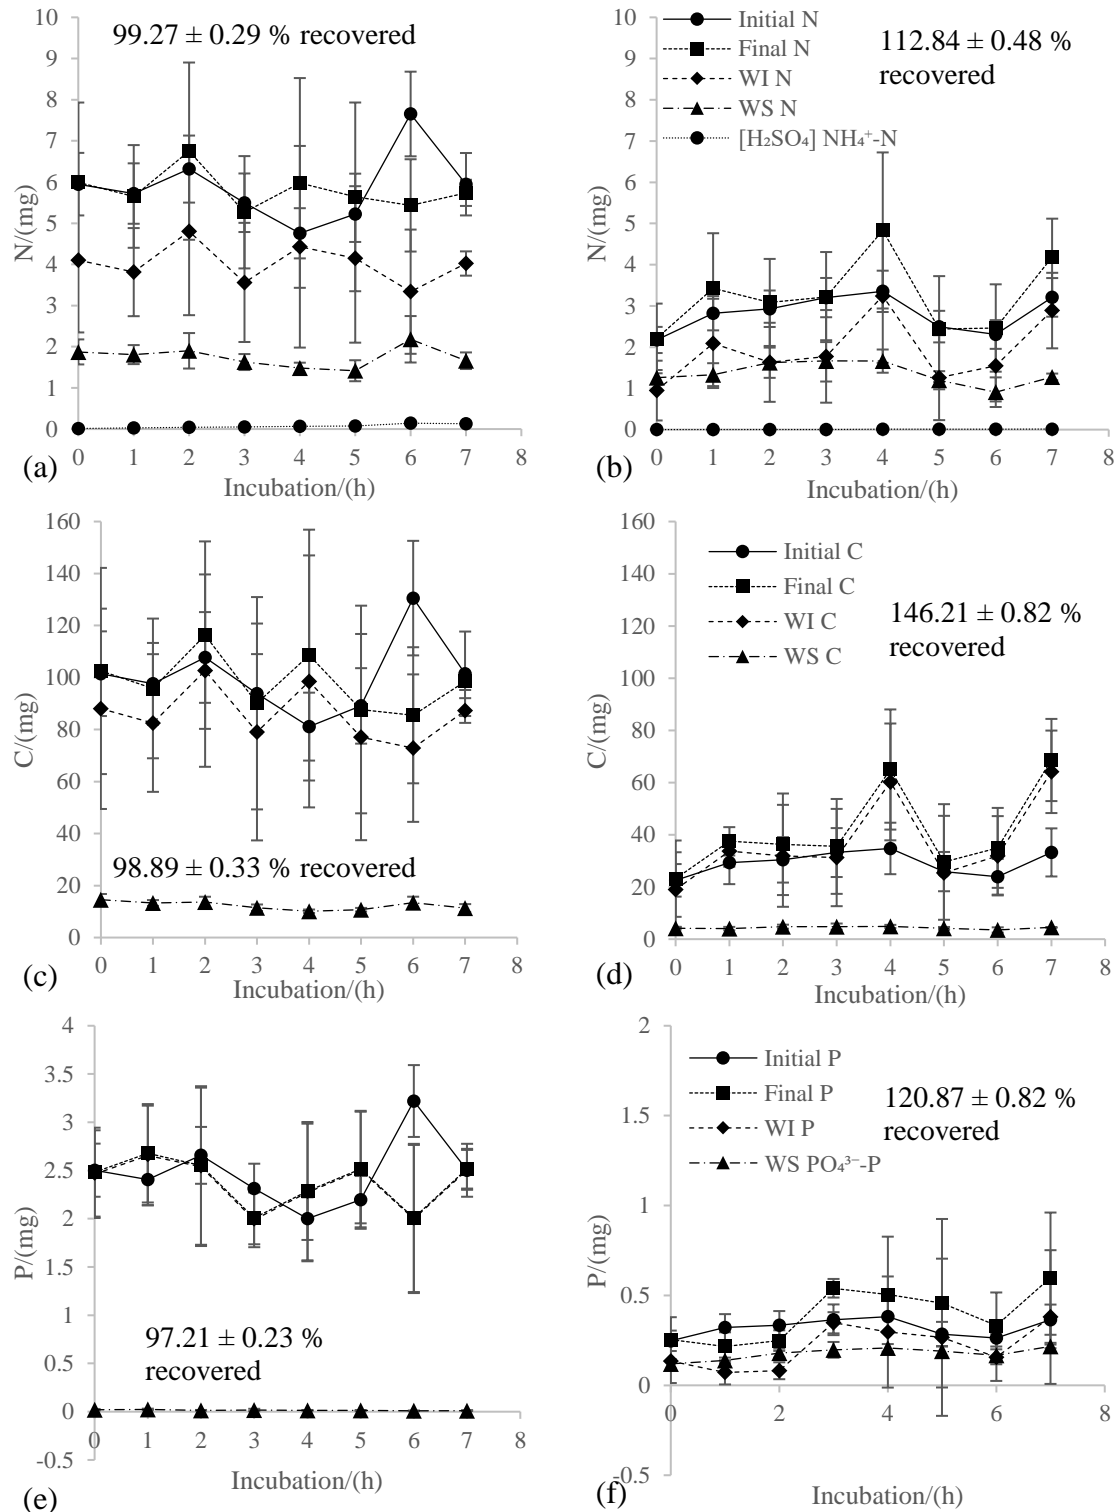 10
9
8
7
6
5
4
3
2
1
0
N/(mg)
99.27 ± 0.29 % recovered
0 1 2 3 4 5 6 7 8
Incubation/(h)
(a)
10
9
8
7
6
5
4
3
2
1
0
N/(mg)
Initial N
Final N
WI N
WS N
[H₂SO₄] NH₄⁺-N
112.84 ± 0.48 %
recovered
0 1 2 3 4 5 6 7 8
Incubation/(h)
(b)
160
140
120
100
80
60
40
20
0
C/(mg)
98.89 ± 0.33 % recovered
0 1 2 3 4 5 6 7 8
Incubation/(h)
(c)
160
140
120
100
80
60
40
20
0
C/(mg)
Initial C
Final C
WI C
WS C
146.21 ± 0.82 %
recovered
0 1 2 3 4 5 6 7 8
Incubation/(h)
(d)
4
3.5
3
2.5
2
1.5
1
0.5
0
-0.5
P/(mg)
97.21 ± 0.23 %
recovered
0 1 2 3 4 5 6 7 8
Incubation/(h)
(e)
2
1.5
1
0.5
0
-0.5
P/(mg)
Initial P
Final P
WI P
WS PO₄³⁻-P
120.87 ± 0.82 %
recovered
0 2 4 6 8
Incubation/(h)
(f)